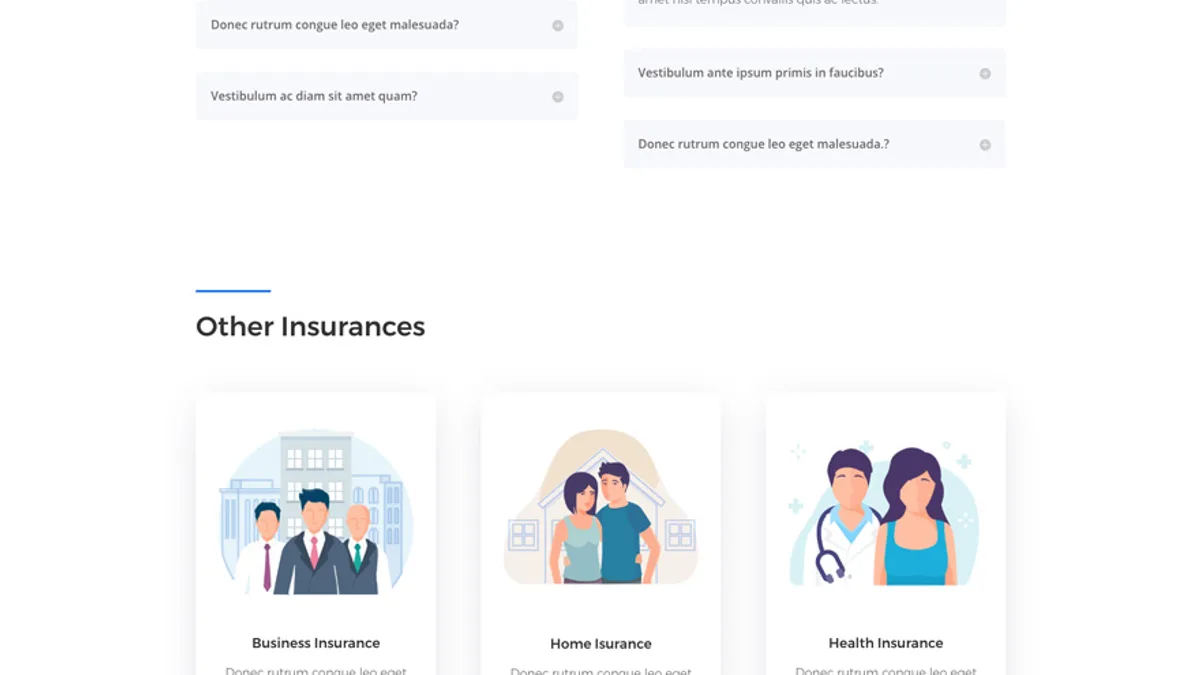 Donec rutrum congue leo eget malesuada?
Vestibulum ac diam sit amet quam?
amet nisl tempus convallis quis ac lectus.
Vestibulum ante ipsum primis in faucibus?
Donec rutrum congue leo eget malesuada.?
Other Insurances
Business Insurance
Donec rutrum congue leo eget
Home Isurance
Donec rutrum congue leo eget
Health Insurance
Donec rutrum congue leo eget